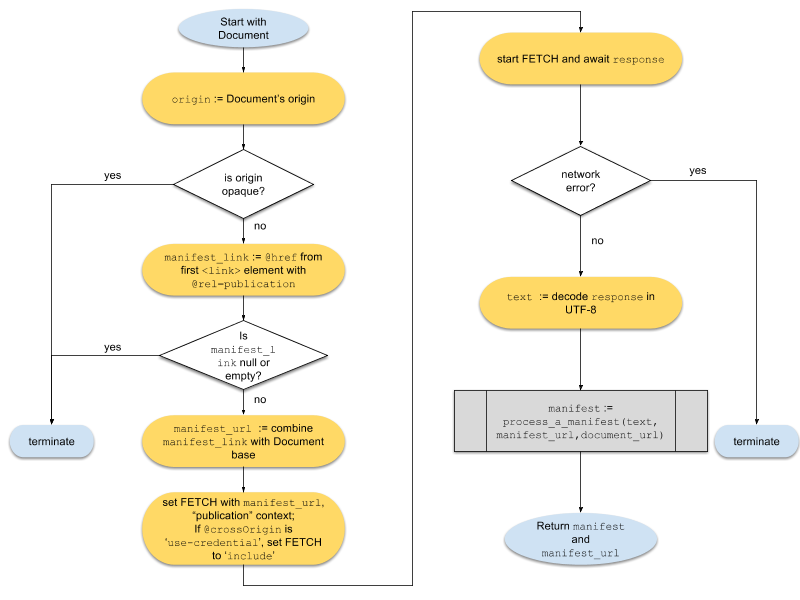 Start with
Document
origin := Document's origin
yes
is origin
opaque?
no
manifest_link := @href from
first <link> element with
@rel=publication
yes
Is
manifest_l
ink null or
empty?
no
terminate
manifest_url := combine
manifest_link with Document
base
set FETCH with manifest_url,
“publication” context;
If @crossOrigin is
‘use-credential’, set FETCH
to ‘include’
start FETCH and await response
network
error?
yes
no
text := decode response in
UTF-8
manifest :=
process_a_manifest(text,
manifest_url,document_url)
terminate
Return manifest
and
manifest_url